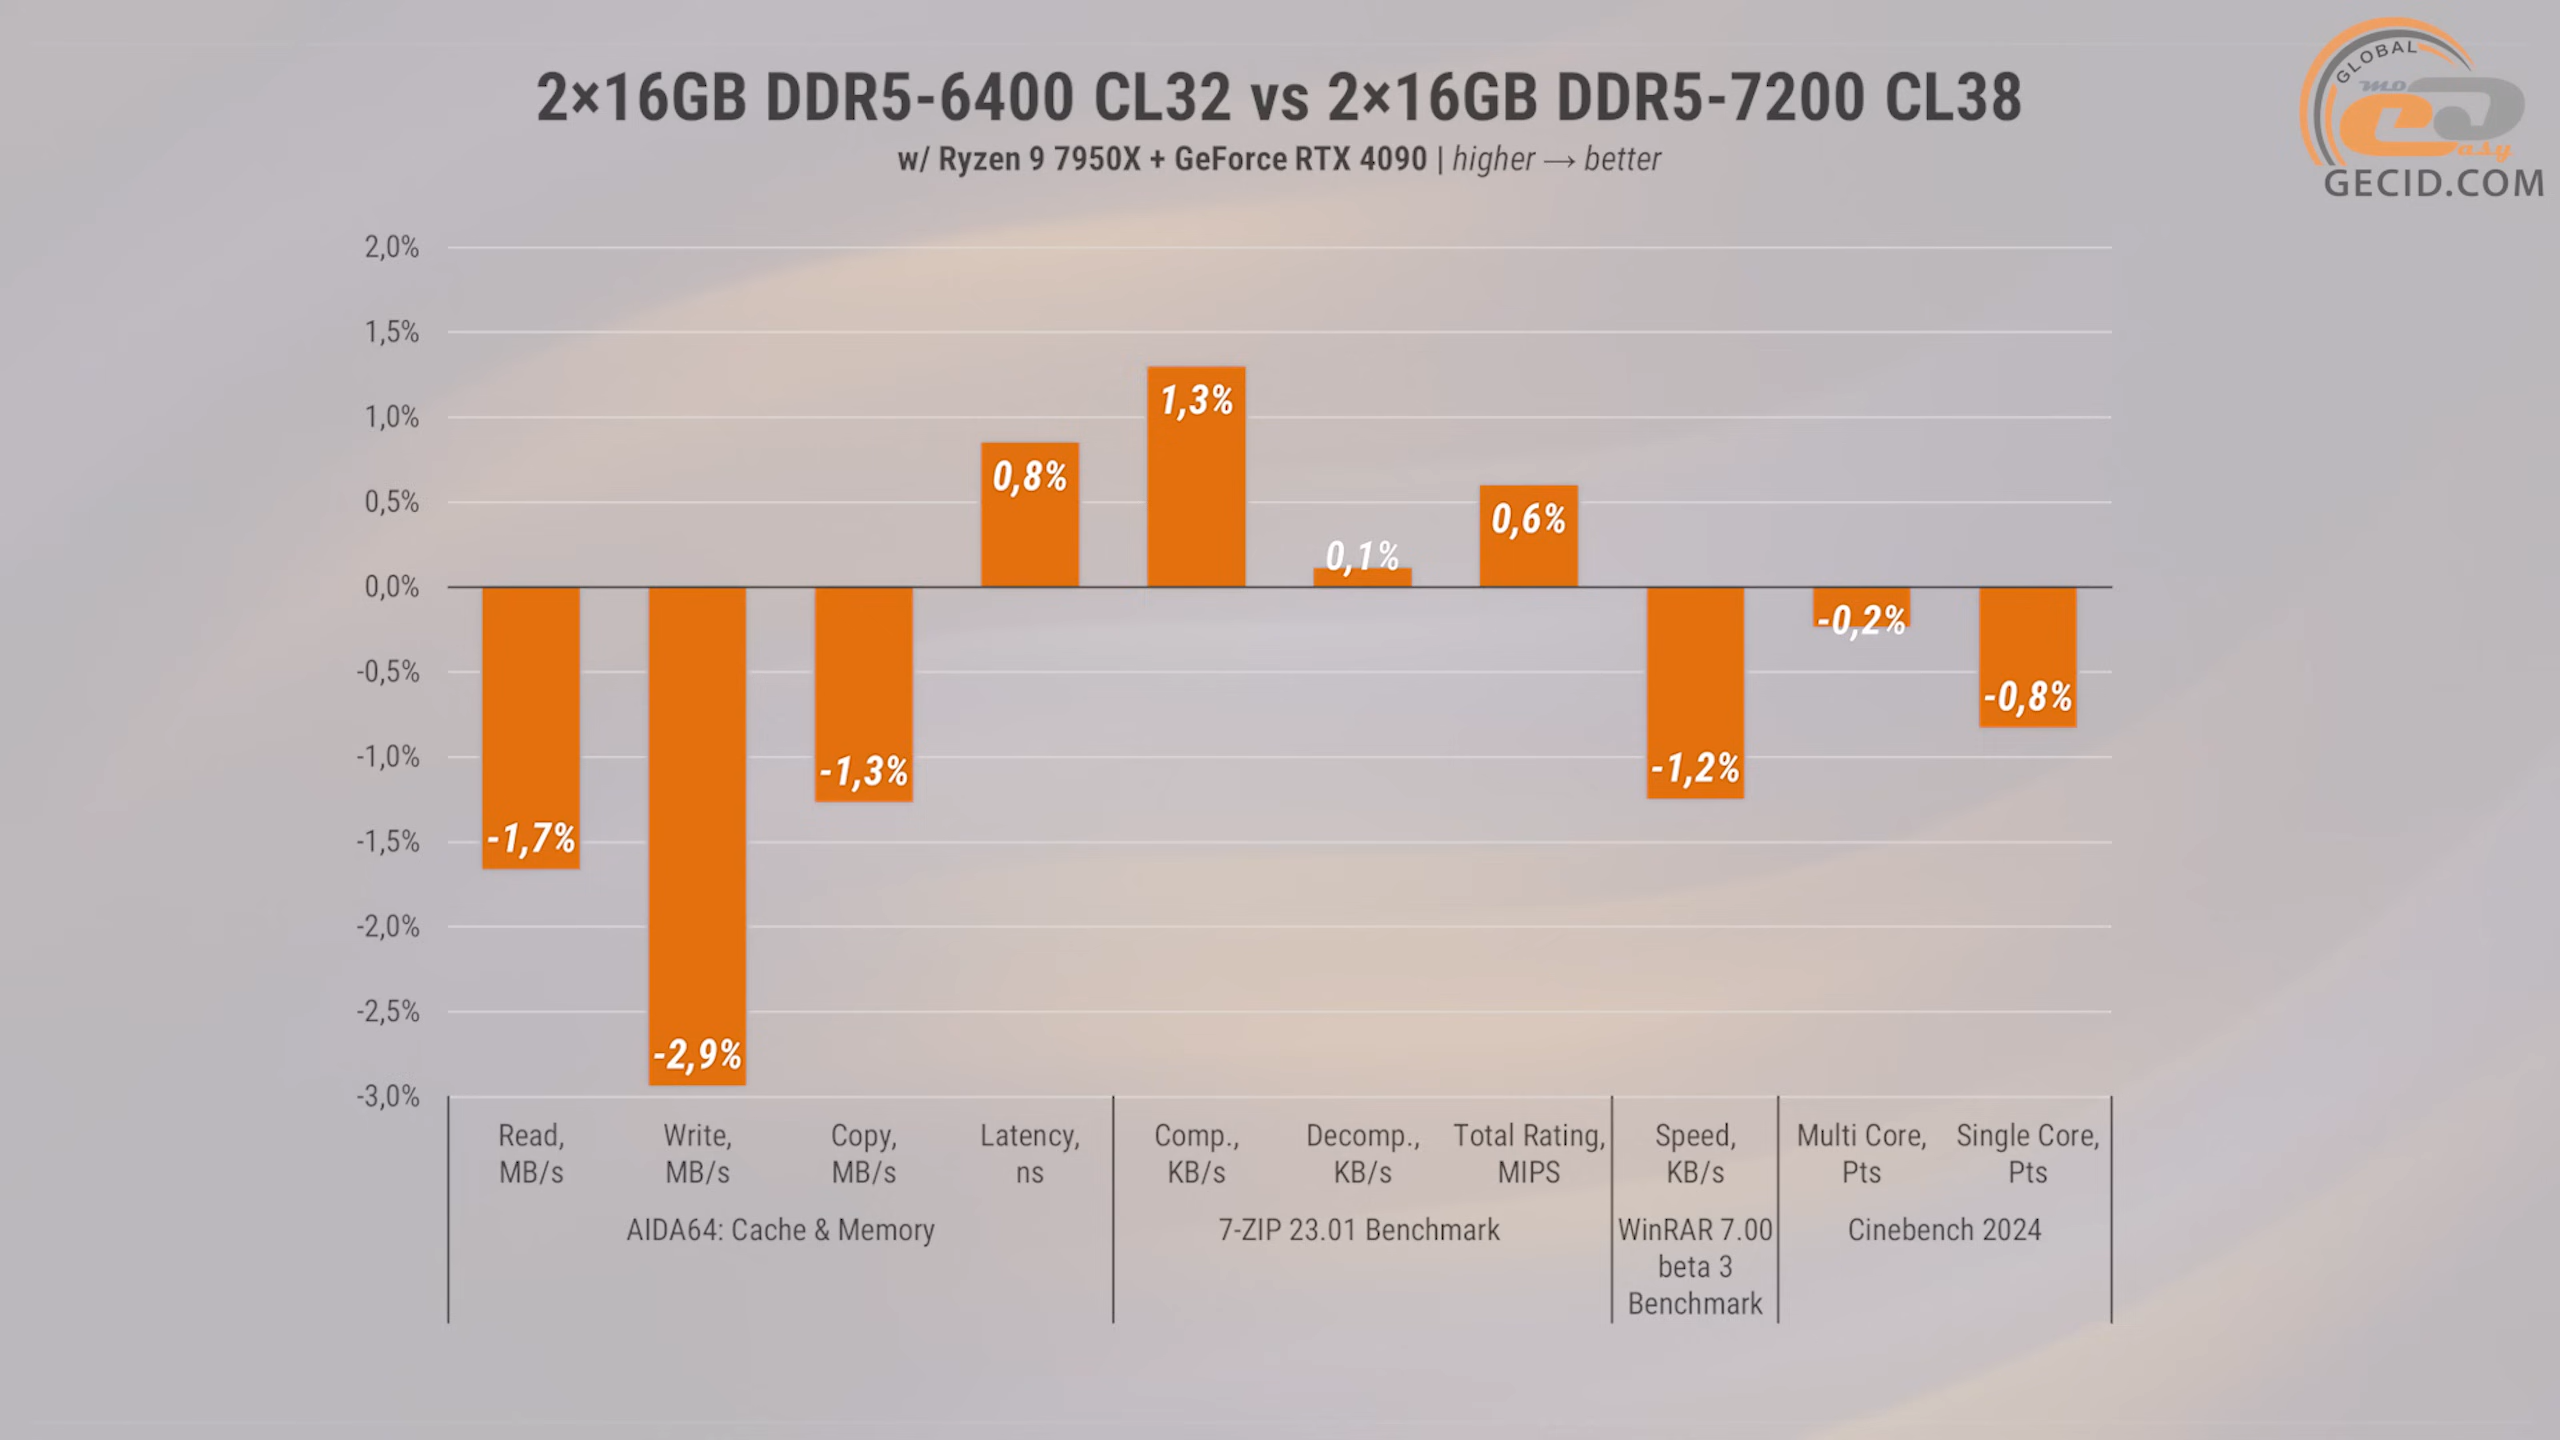 GLOBAL
mo
easy
GECID.COM
2×16GB DDR5-6400 CL32 vs 2×16GB DDR5-7200 CL38
w/ Ryzen 9 7950X + GeForce RTX 4090 | higher → better
2,0%
1,5%
1,0%
0,5%
0,0%
-0,5%
-1,0%
-1,5%
-2,0%
-2,5%
-3,0%
-1,7%
-2,9%
-1,3%
0,8%
1,3%
0,1%
0,6%
-1,2%
-0,2%
-0,8%
Read,
MB/s
Write,
MB/s
Copy,
MB/s
Latency,
ns
Comp.,
KB/s
Decomp.,
KB/s
Total Rating,
MIPS
Speed,
KB/s
Multi Core,
Pts
Single Core,
Pts
AIDA64: Cache & Memory
7-ZIP 23.01 Benchmark
WinRAR 7.00
beta 3
Benchmark
Cinebench 2024